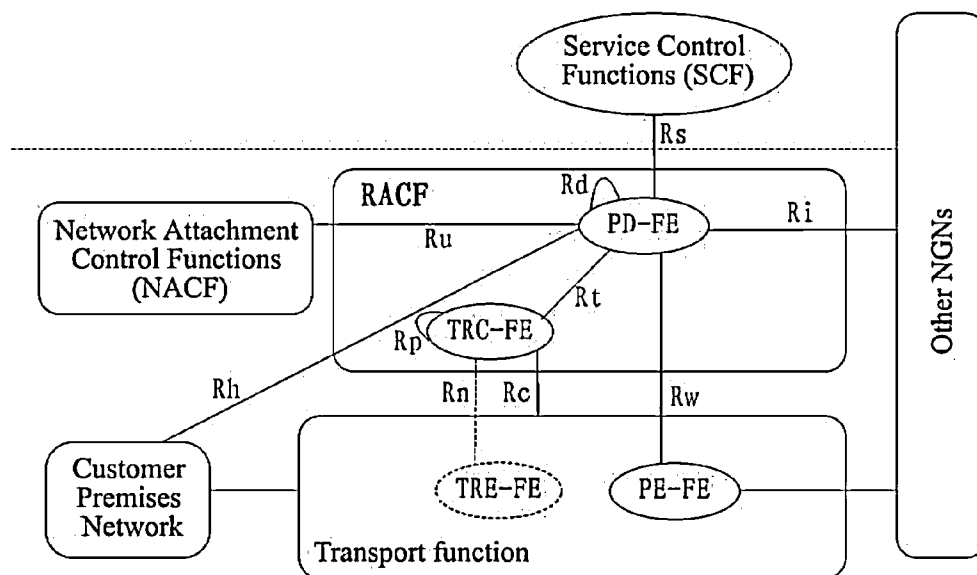 Service Control
Functions (SCF)
Rs
RACF
Rd
PD-FE
Ri
Network Attachment
Control Functions
(NACF)
Ru
Rt
TRC-FE
Rp
Rh
Rn
Rc
Rw
Other NGNs
Customer
Premises
Network
TRE-FE
PE-FE
Transport function